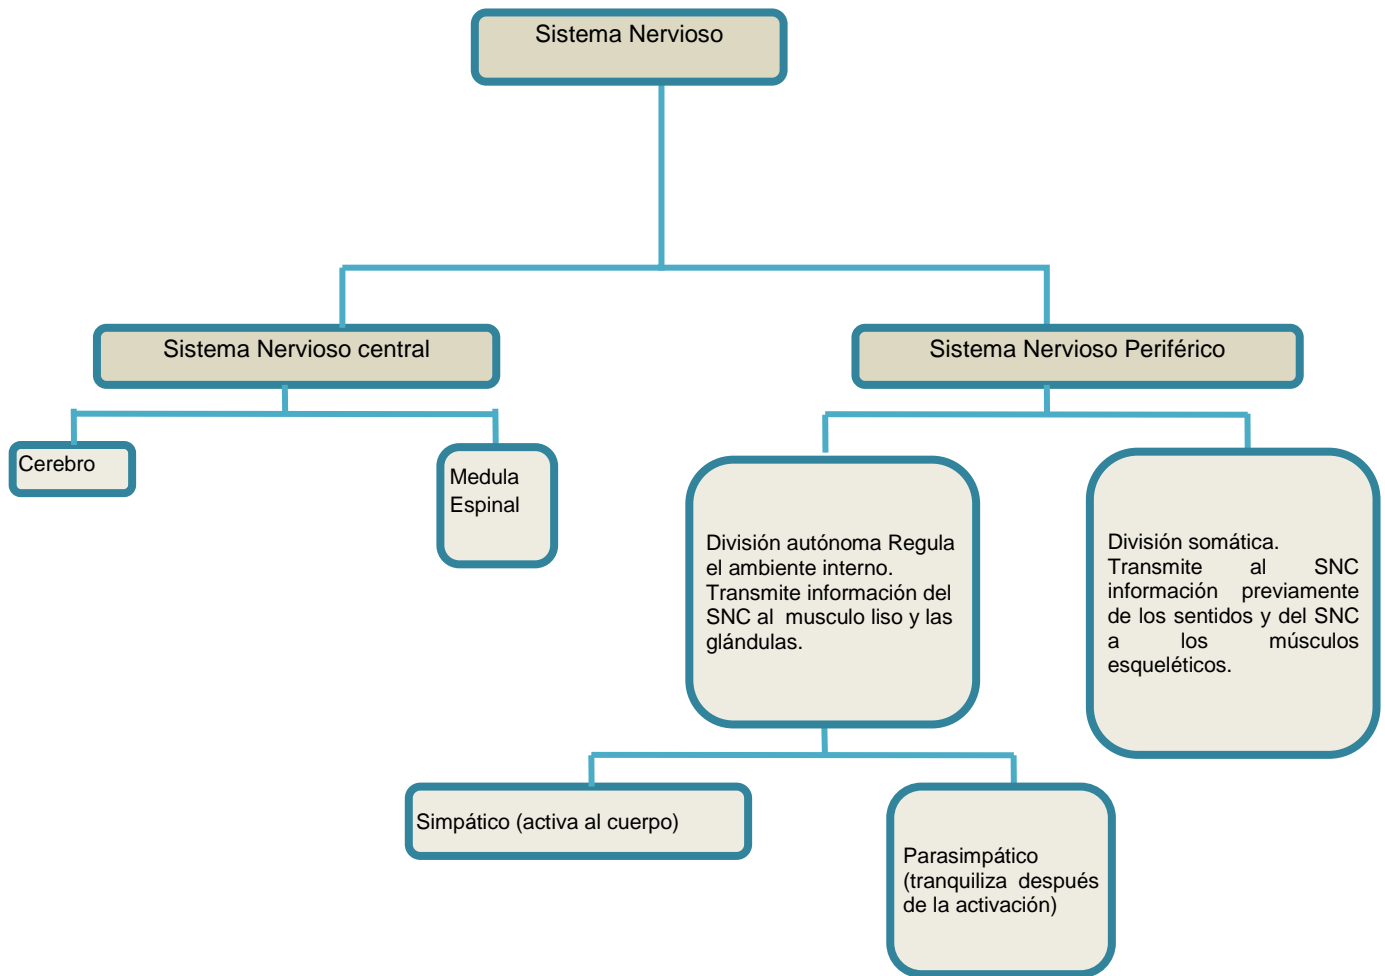 Sistema Nervioso
Sistema Nervioso central
Sistema Nervioso Periférico
Cerebro
Medula
Espinal
División autónoma Regula
el ambiente interno.
Transmite información del
SNC al musculo liso y las
glándulas.
División somática.
Transmite al SNC
información previamente
de los sentidos y del SNC
a los músculos
esqueléticos.
Simpático (activa al cuerpo)
Parasimpático
(tranquiliza después
de la activación)